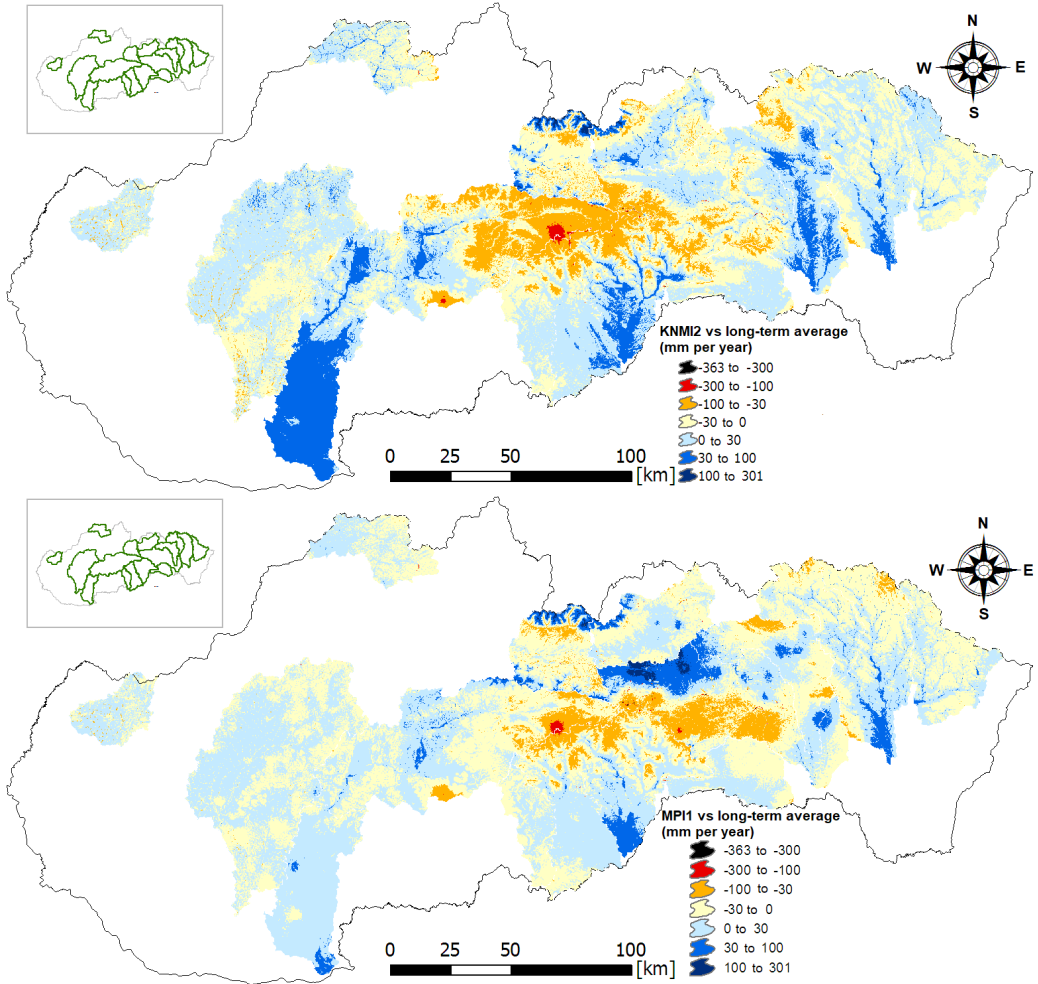 N
W E
S
KNMI2 vs long-term average
(mm per year)
-363 to -300
-300 to -100
-100 to -30
-30 to 0
0 to 30
30 to 100
100 to 301
0 25 50 100
[km]
N
W E
S
MPI1 vs long-term average
(mm per year)
-363 to -300
-300 to -100
-100 to -30
-30 to 0
0 to 30
30 to 100
100 to 301
0 25 50 100
[km]